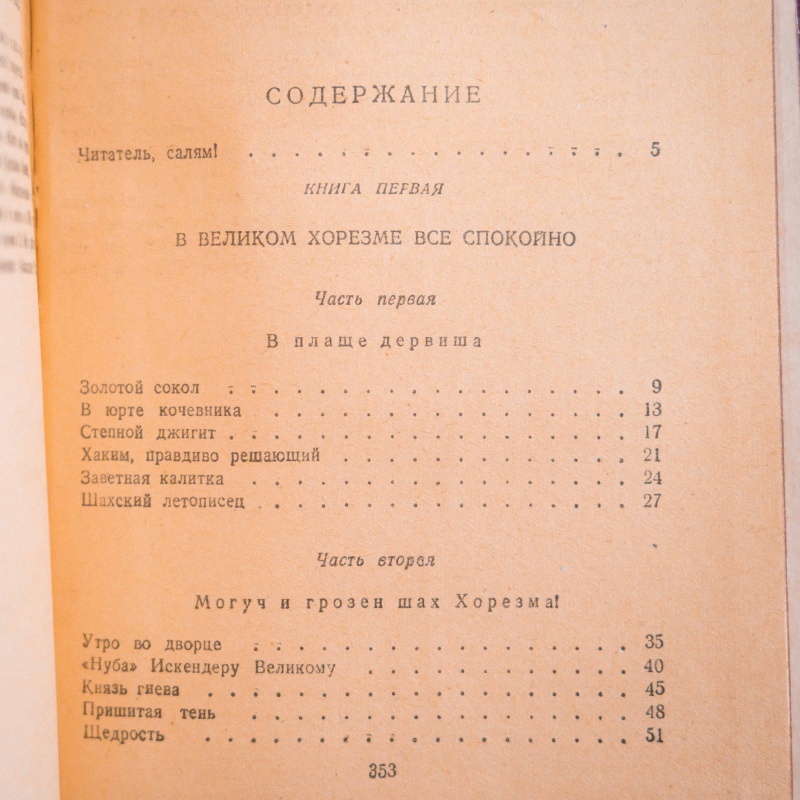 СОДЕРЖАНИЕ
Читатель, салям! . . . . . . . . . . . . . . . . . 5
КНИГА ПЕРВАЯ
В ВЕЛИКОМ ХОРЕЗМЕ ВСЕ СПОКОЙНО
Часть первая
В плаще дервиша
Золотой сокол . . . . . . . . . . . . . . . . . . 9
В юрте кочевника . . . . . . . . . . . . . . . . . 13
Степной джигит . . . . . . . . . . . . . . . . . . 17
Хаким, правдиво решающий . . . . . . . . . . . . . 21
Заветная калитка . . . . . . . . . . . . . . . . . 24
Шахский летописец . . . . . . . . . . . . . . . . 27
Часть вторая
Могуч и грозен шах Хорезма!
Утро во дворце . . . . . . . . . . . . . . . . . 35
«Нуба» Искендеру Великому . . . . . . . . . . . . 40
Князь гнева . . . . . . . . . . . . . . . . . . . 45
Пришитая тень . . . . . . . . . . . . . . . . . 48
Щедрость . . . . . . . . . . . . . . . . . . . 51
353